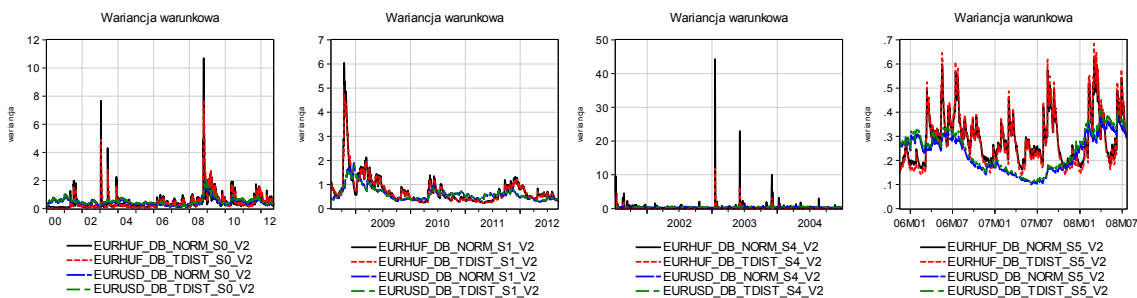 Wariancja warunkowa
12
10
8
6
4
2
0
wariancja
00 02 04 06 08 10 12
EURHUF_DB_NORM_S0_V2
EURHUF_DB_TDIST_S0_V2
EURUSD_DB_NORM_S0_V2
EURUSD_DB_TDIST_S0_V2
Wariancja warunkowa
7
6
5
4
3
2
1
0
wariancja
2009 2010 2011 2012
EURHUF_DB_NORM_S1_V2
EURHUF_DB_TDIST_S1_V2
EURUSD_DB_NORM_S1_V2
EURUSD_DB_TDIST_S1_V2
Wariancja warunkowa
50
40
30
20
10
0
wariancja
2002 2003 2004
EURHUF_DB_NORM_S4_V2
EURHUF_DB_TDIST_S4_V2
EURUSD_DB_NORM_S4_V2
EURUSD_DB_TDIST_S4_V2
Wariancja warunkowa
.7
.6
.5
.4
.3
.2
.1
.0
wariancja
06M01 06M07 07M01 07M07 08M01 08M07
EURHUF_DB_NORM_S5_V2
EURHUF_DB_TDIST_S5_V2
EURUSD_DB_NORM_S5_V2
EURUSD_DB_TDIST_S5_V2